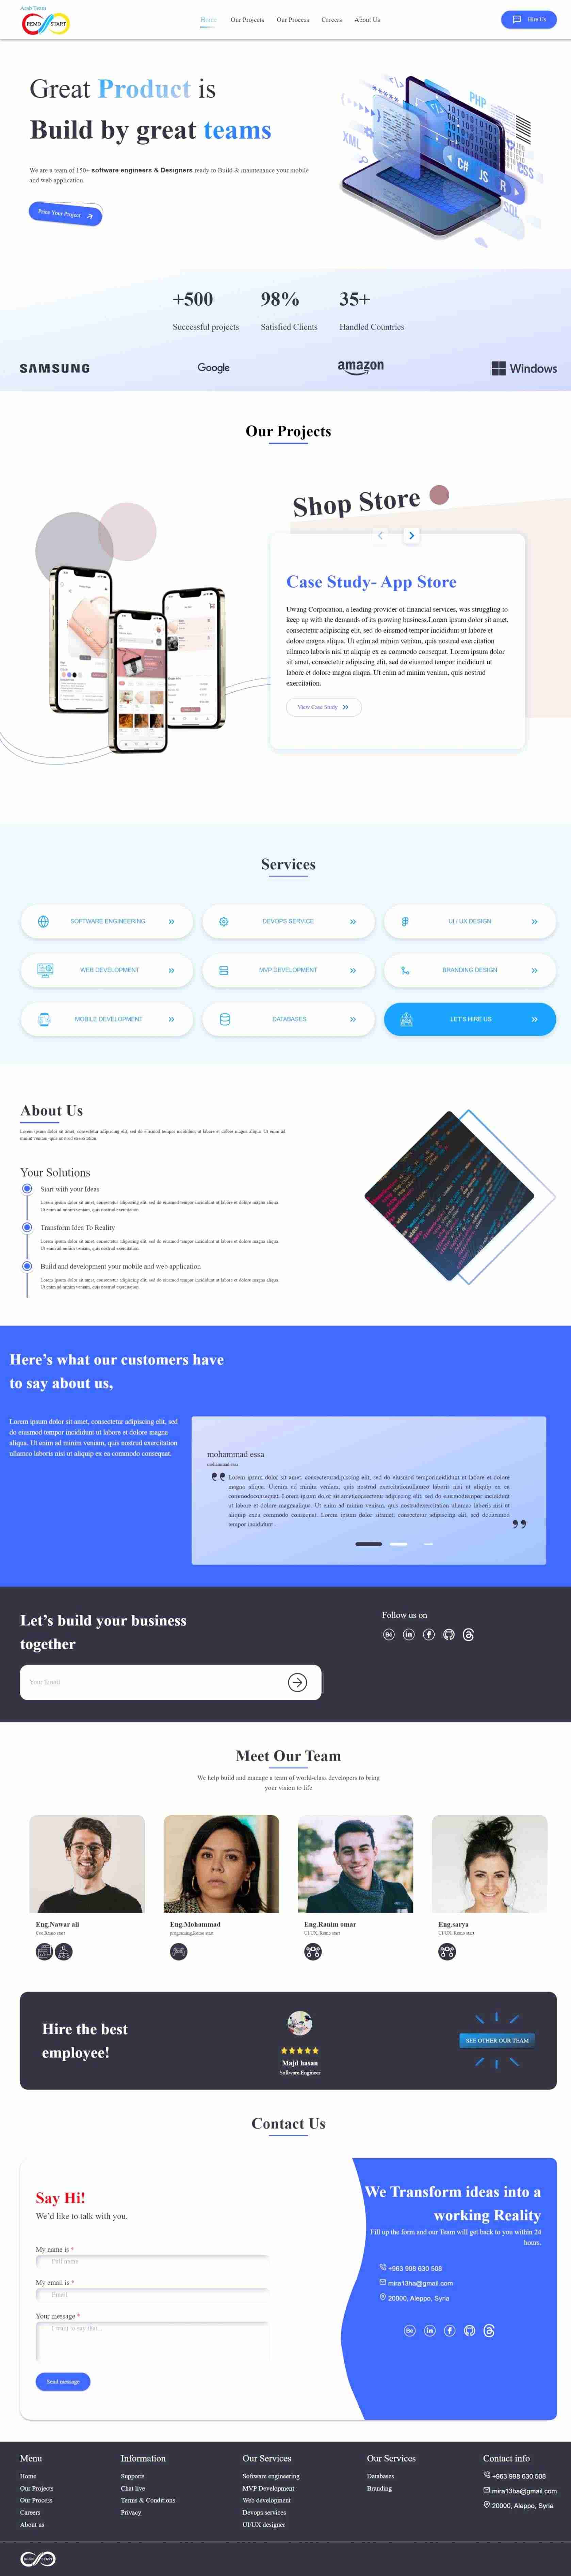 Arab Tems
REMO START
Home
Our Projects
Our Process
Careers
About Us
Hire Us
Great Product is
Build by great teams
We are a team of 150+ software engineers & Designers ready to Build & maintenance your mobile
and web application.
Price Your Project
PHP
XML
C#
JS
R
CSS
SQL
+500
98%
35+
Successful projects
Satisfied Clients
Handled Countries
SAMSUNG
Google
amazon
Windows
Our Projects
Shop Store
Case Study- App Store
Uwang Corporation, a leading provider of financial services, was struggling to
keep up with the demands of its growing business.Lorem ipsum dolor sit amet,
consectetur adipiscing elit, sed do eiusmod tempor incididunt ut labore et
dolore magna aliqua. Ut enim ad minim veniam, quis nostrud exercitation
ullamco laboris nisi ut aliquip ex ea commodo consequat. Lorem ipsum dolor
sit amet, consectetur adipiscing elit, sed do eiusmod tempor incididunt ut
labore et dolore magna aliqua. Ut enim ad minim veniam, quis nostrud
exercitation.
View Case Study
Services
SOFTWARE ENGINEERING
DEVOPS SERVICE
UI / UX DESIGN
WEB DEVELOPMENT
MVP DEVELOPMENT
BRANDING DESIGN
MOBILE DEVELOPMENT
DATABASES
LET'S HIRE US
About Us
Lorem ipsum dolor sit amet, consectetur adipiscing elit, sed do eiusmod tempor incididunt ut labore et dolore magna aliqua. Ut enim ad
minim veniam, quis nostrud exercitation.
Your Solutions
Start with your Ideas
Lorem ipsum dolor sit amet, consectetur adipiscing elit, sed do eiusmod tempor incididunt ut labore et dolore magna aliqua.
Ut enim ad minim veniam, quis nostrud exercitation.
Transform Idea To Reality
Lorem ipsum dolor sit amet, consectetur adipiscing elit, sed do eiusmod tempor incididunt ut labore et dolore magna aliqua.
Ut enim ad minim veniam, quis nostrud exercitation.
Build and development your mobile and web application
Lorem ipsum dolor sit amet, consectetur adipiscing elit, sed do eiusmod tempor incididunt ut labore et dolore magna aliqua.
Ut enim ad minim veniam, quis nostrud exercitation.
Here's what our customers have
to say about us,
Lorem ipsum dolor sit amet, consectetur adipiscing elit, sed
do eiusmod tempor incididunt ut labore et dolore magna
aliqua. Ut enim ad minim veniam, quis nostrud exercitation
ullamco laboris nisi ut aliquip ex ea commodo consequat.
mohammad essa
mohammad essa
Lorem ipsum dolor sit amet, consecteturadipiscing elit, sed do eiusmod temporincididunt ut labore et dolore
magna aliqua. Utenim ad minim veniam, quis nostrud exercitationullamco laboris nisi ut aliquip ex ea
commodoconsequat. Lorem ipsum dolor sit amet,consectetur adipiscing elit, sed do eiusmodtempor incididunt
ut labore et dolore magnaaliqua. Ut enim ad minim veniam, quis nostrudexercitation ullamco laboris nisi ut
aliquip exea commodo consequat. Lorem ipsum dolor sitamet, consectetur adipiscing elit, sed doeiusmod
tempor incididunt .
Let's build your business
together
Your Email
Follow us on
Meet Our Team
We help build and manage a team of world-class developers to bring
your vision to life
Eng.Nawar ali
Ceo,Remo start
Eng.Mohammad
programing,Remo start
Eng.Ranim omar
UI/UX, Remo start
Eng.sarya
UI/UX, Remo start
Hire the best
employee!
Majd hasan
Software Engineer
SEE OTHER OUR TEAM
Contact Us
Say Hi!
We'd like to talk with you.
My name is *
Full name
My email is *
Email
Your message *
I want to say that...
Send message
We Transform ideas into a
working Reality
Fill up the form and our Team will get back to you within 24
hours.
+963 998 630 508
mira13ha@gmail.com
20000, Aleppo, Syria
Menu
Home
Our Projects
Our Process
Careers
About us
Information
Supports
Chat live
Terms & Conditions
Privacy
Our Services
Software engineering
MVP Development
Web development
Devops services
UI/UX designer
Our Services
Databases
Branding
Contact info
+963 998 630 508
mira13ha@gmail.com
20000, Aleppo, Syria
REMO START